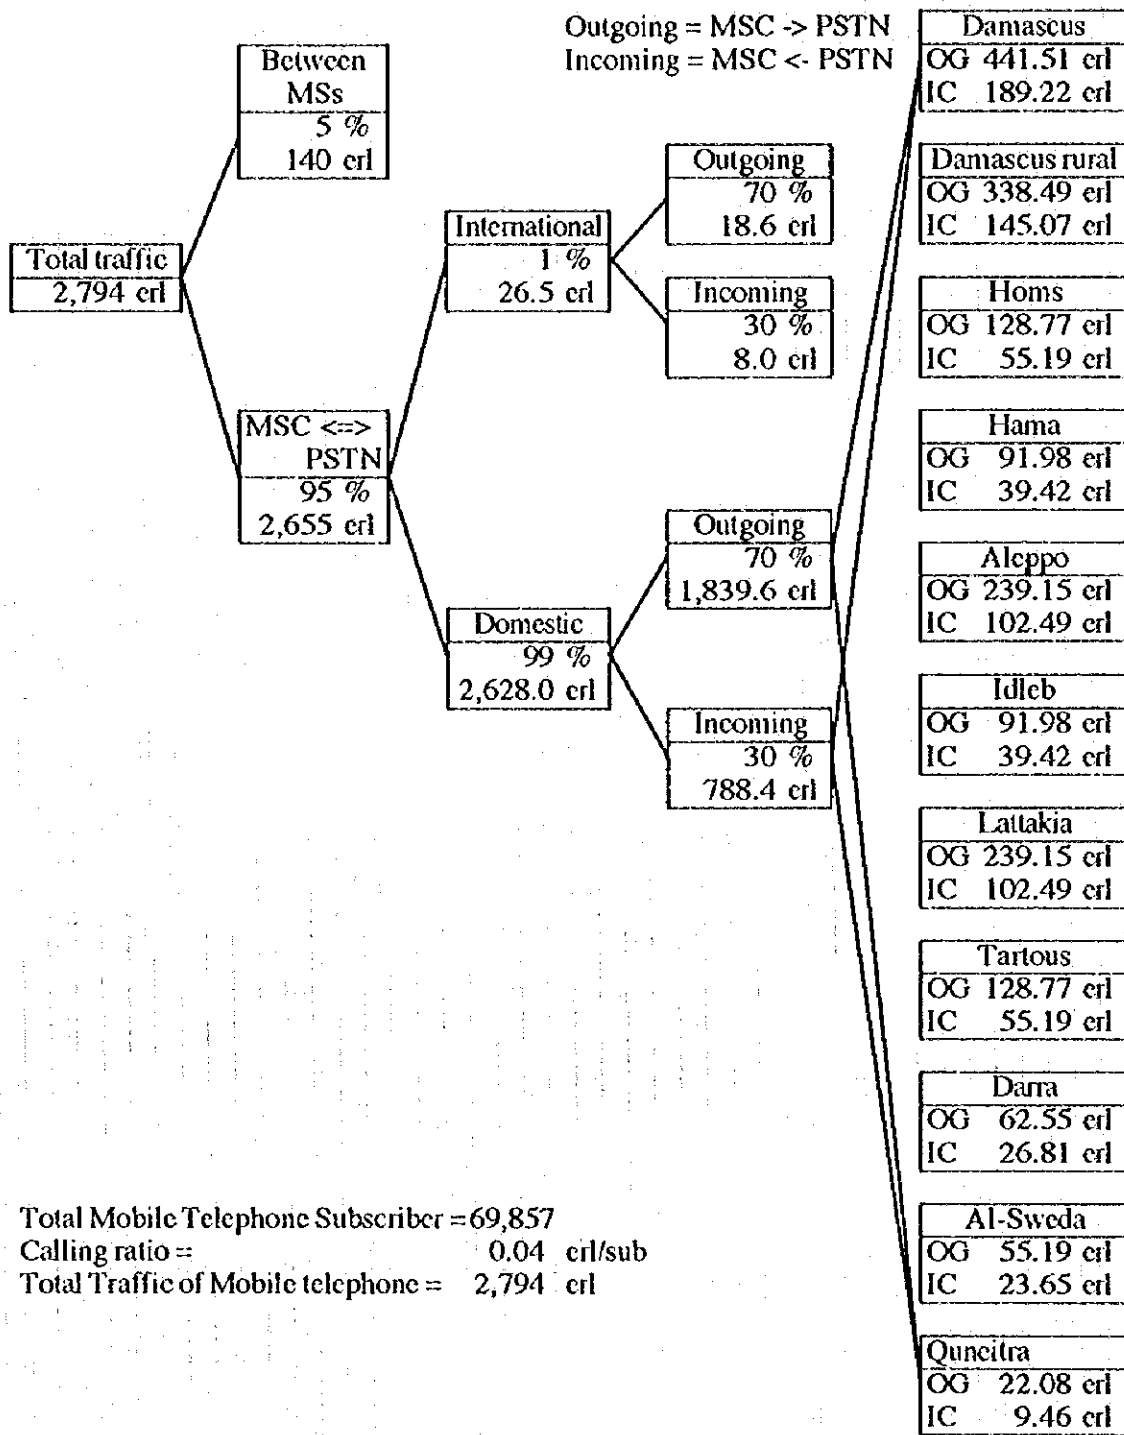 Outgoing = MSC -> PSTN
Incoming = MSC <- PSTN
Between
MSs
5 %
140 erl
Total traffic
2,794 erl
MSC <=>
PSTN
95 %
2,655 erl
International
1 %
26.5 erl
Domestic
99 %
2,628.0 erl
Outgoing
70 %
18.6 erl
Incoming
30 %
8.0 erl
Outgoing
70 %
1,839.6 erl
Incoming
30 %
788.4 erl
Damascus
OG 441.51 erl
IC 189.22 erl
Damascus rural
OG 338.49 erl
IC 145.07 erl
Homs
OG 128.77 erl
IC 55.19 erl
Hama
OG 91.98 erl
IC 39.42 erl
Aleppo
OG 239.15 erl
IC 102.49 erl
Idleb
OG 91.98 erl
IC 39.42 erl
Lattakia
OG 239.15 erl
IC 102.49 erl
Tartous
OG 128.77 erl
IC 55.19 erl
Darra
OG 62.55 erl
IC 26.81 erl
Al-Sweda
OG 55.19 erl
IC 23.65 erl
Quneitra
OG 22.08 erl
IC 9.46 erl
Total Mobile Telephone Subscriber = 69,857
Calling ratio = 0.04 erl/sub
Total Traffic of Mobile telephone = 2,794 erl